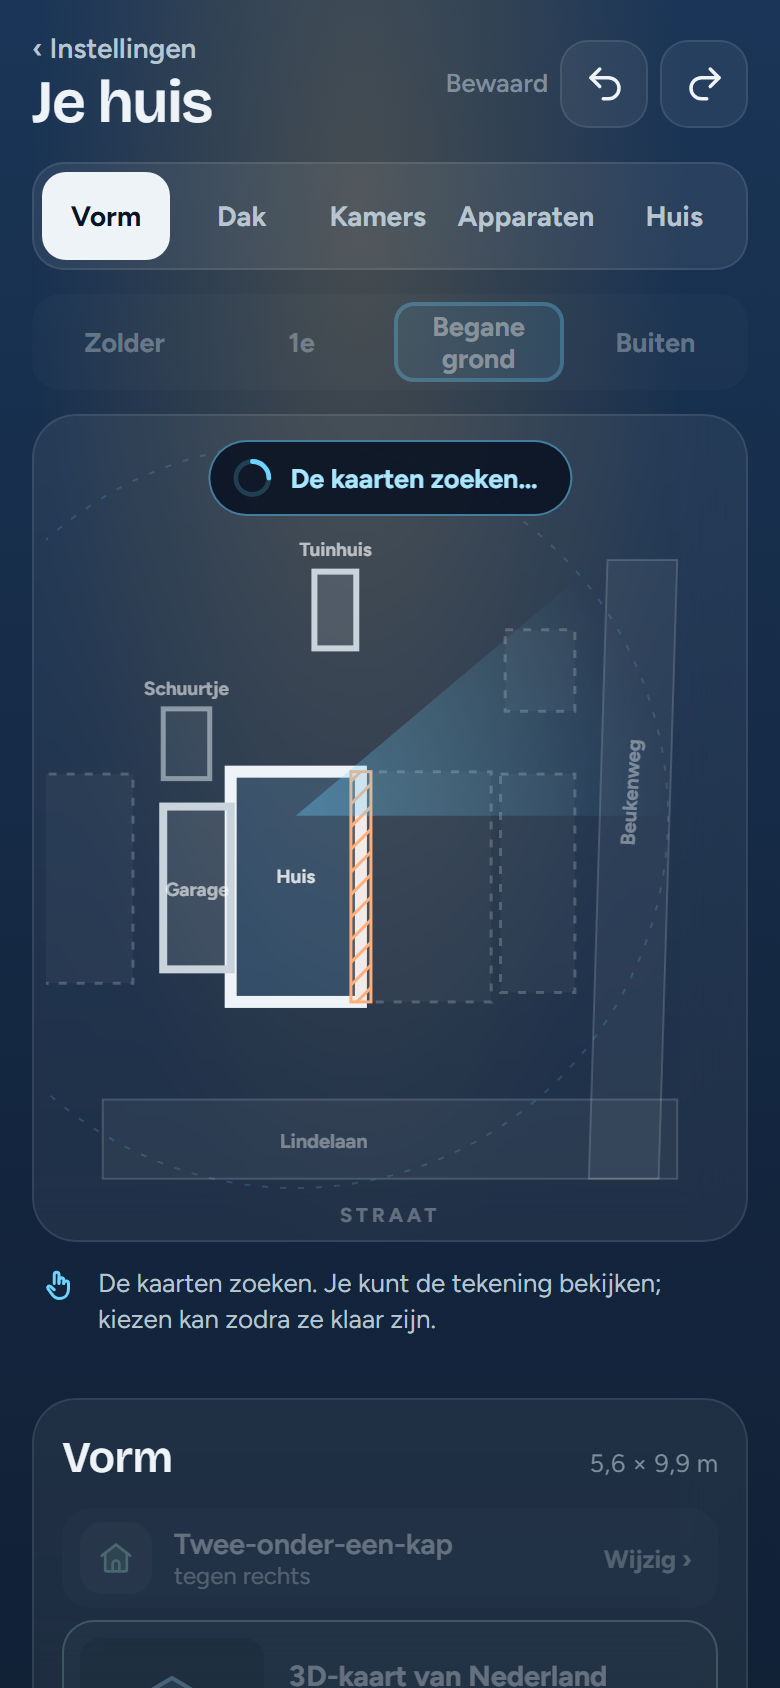 ‹ Instellingen
Je huis
Bewaard
Vorm
Dak
Kamers
Apparaten
Huis
Zolder
1e
Begane
grond
Buiten
De kaarten zoeken...
Tuinhuis
Schuurtje
Beukenweg
Huis
Garage
Lindelaan
STRAAT
De kaarten zoeken. Je kunt de tekening bekijken;
kiezen kan zodra ze klaar zijn.
Vorm
5,6 × 9,9 m
Twee-onder-een-kap
tegen rechts
Wijzig ›
3D-kaart van Nederland